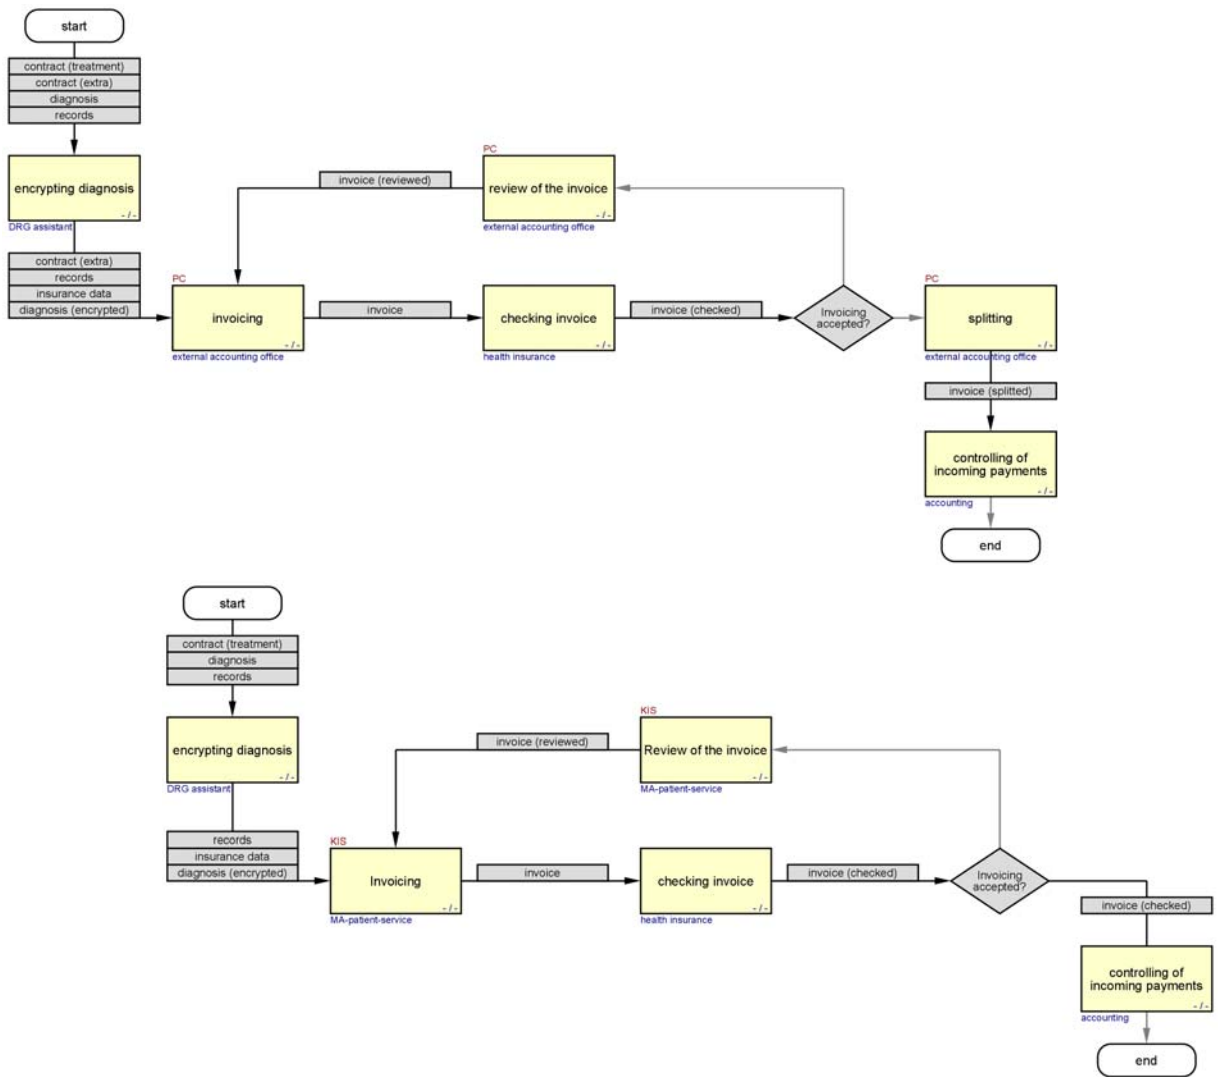 start
contract (treatment)
contract (extra)
diagnosis
records
encrypting diagnosis
- / -
DRG assistant
contract (extra)
records
insurance data
diagnosis (encrypted)
PC
invoicing
- / -
external accounting office
invoice (reviewed)
PC
review of the invoice
- / -
external accounting office
invoice
checking invoice
- / -
health insurance
invoice (checked)
Invoicing
accepted?
PC
splitting
- / -
external accounting office
invoice (splitted)
controlling of
incoming payments
- / -
accounting
end
start
contract (treatment)
diagnosis
records
encrypting diagnosis
- / -
DRG assistant
records
insurance data
diagnosis (encrypted)
KIS
Invoicing
- / -
MA-patient-service
invoice (reviewed)
KIS
Review of the invoice
- / -
MA-patient-service
invoice
checking invoice
- / -
health insurance
invoice (checked)
Invoicing
accepted?
invoice (checked)
controlling of
incoming payments
- / -
accounting
end